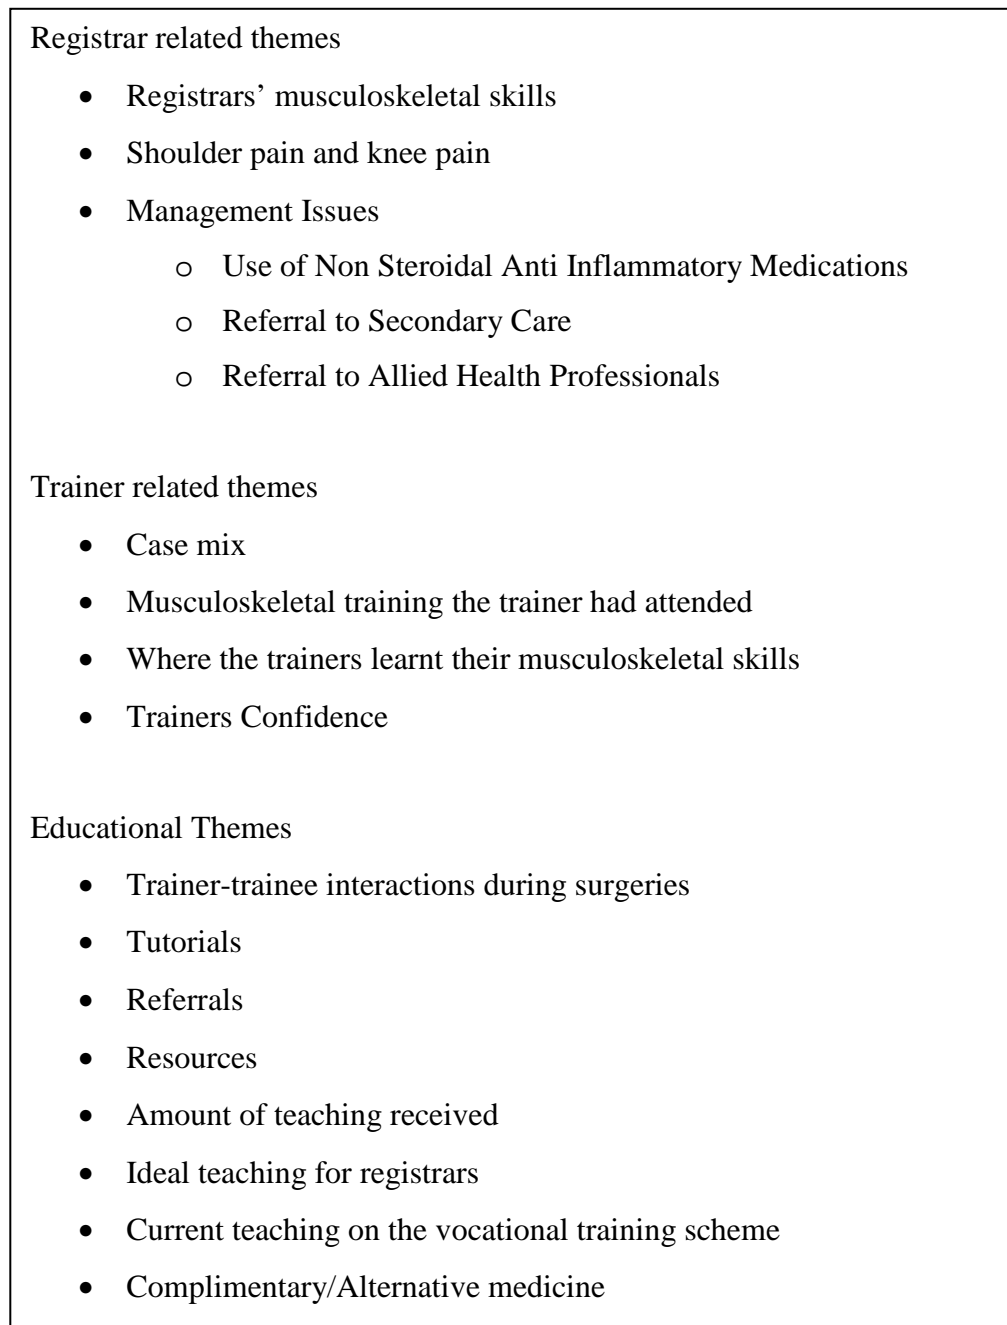 Registrar related themes
• Registrars’ musculoskeletal skills
• Shoulder pain and knee pain
• Management Issues
o Use of Non Steroidal Anti Inflammatory Medications
o Referral to Secondary Care
o Referral to Allied Health Professionals
Trainer related themes
• Case mix
• Musculoskeletal training the trainer had attended
• Where the trainers learnt their musculoskeletal skills
• Trainers Confidence
Educational Themes
• Trainer-trainee interactions during surgeries
• Tutorials
• Referrals
• Resources
• Amount of teaching received
• Ideal teaching for registrars
• Current teaching on the vocational training scheme
• Complimentary/Alternative medicine